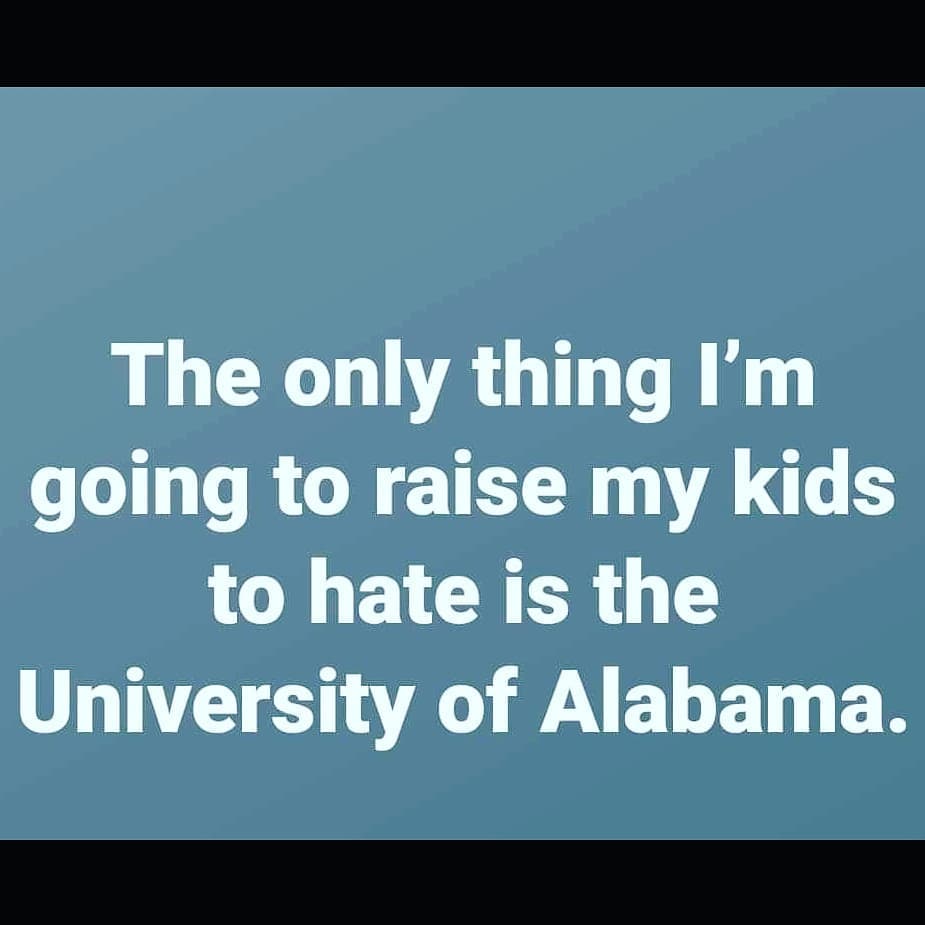 The only thing I’m
going to raise my kids
to hate is the
University of Alabama.